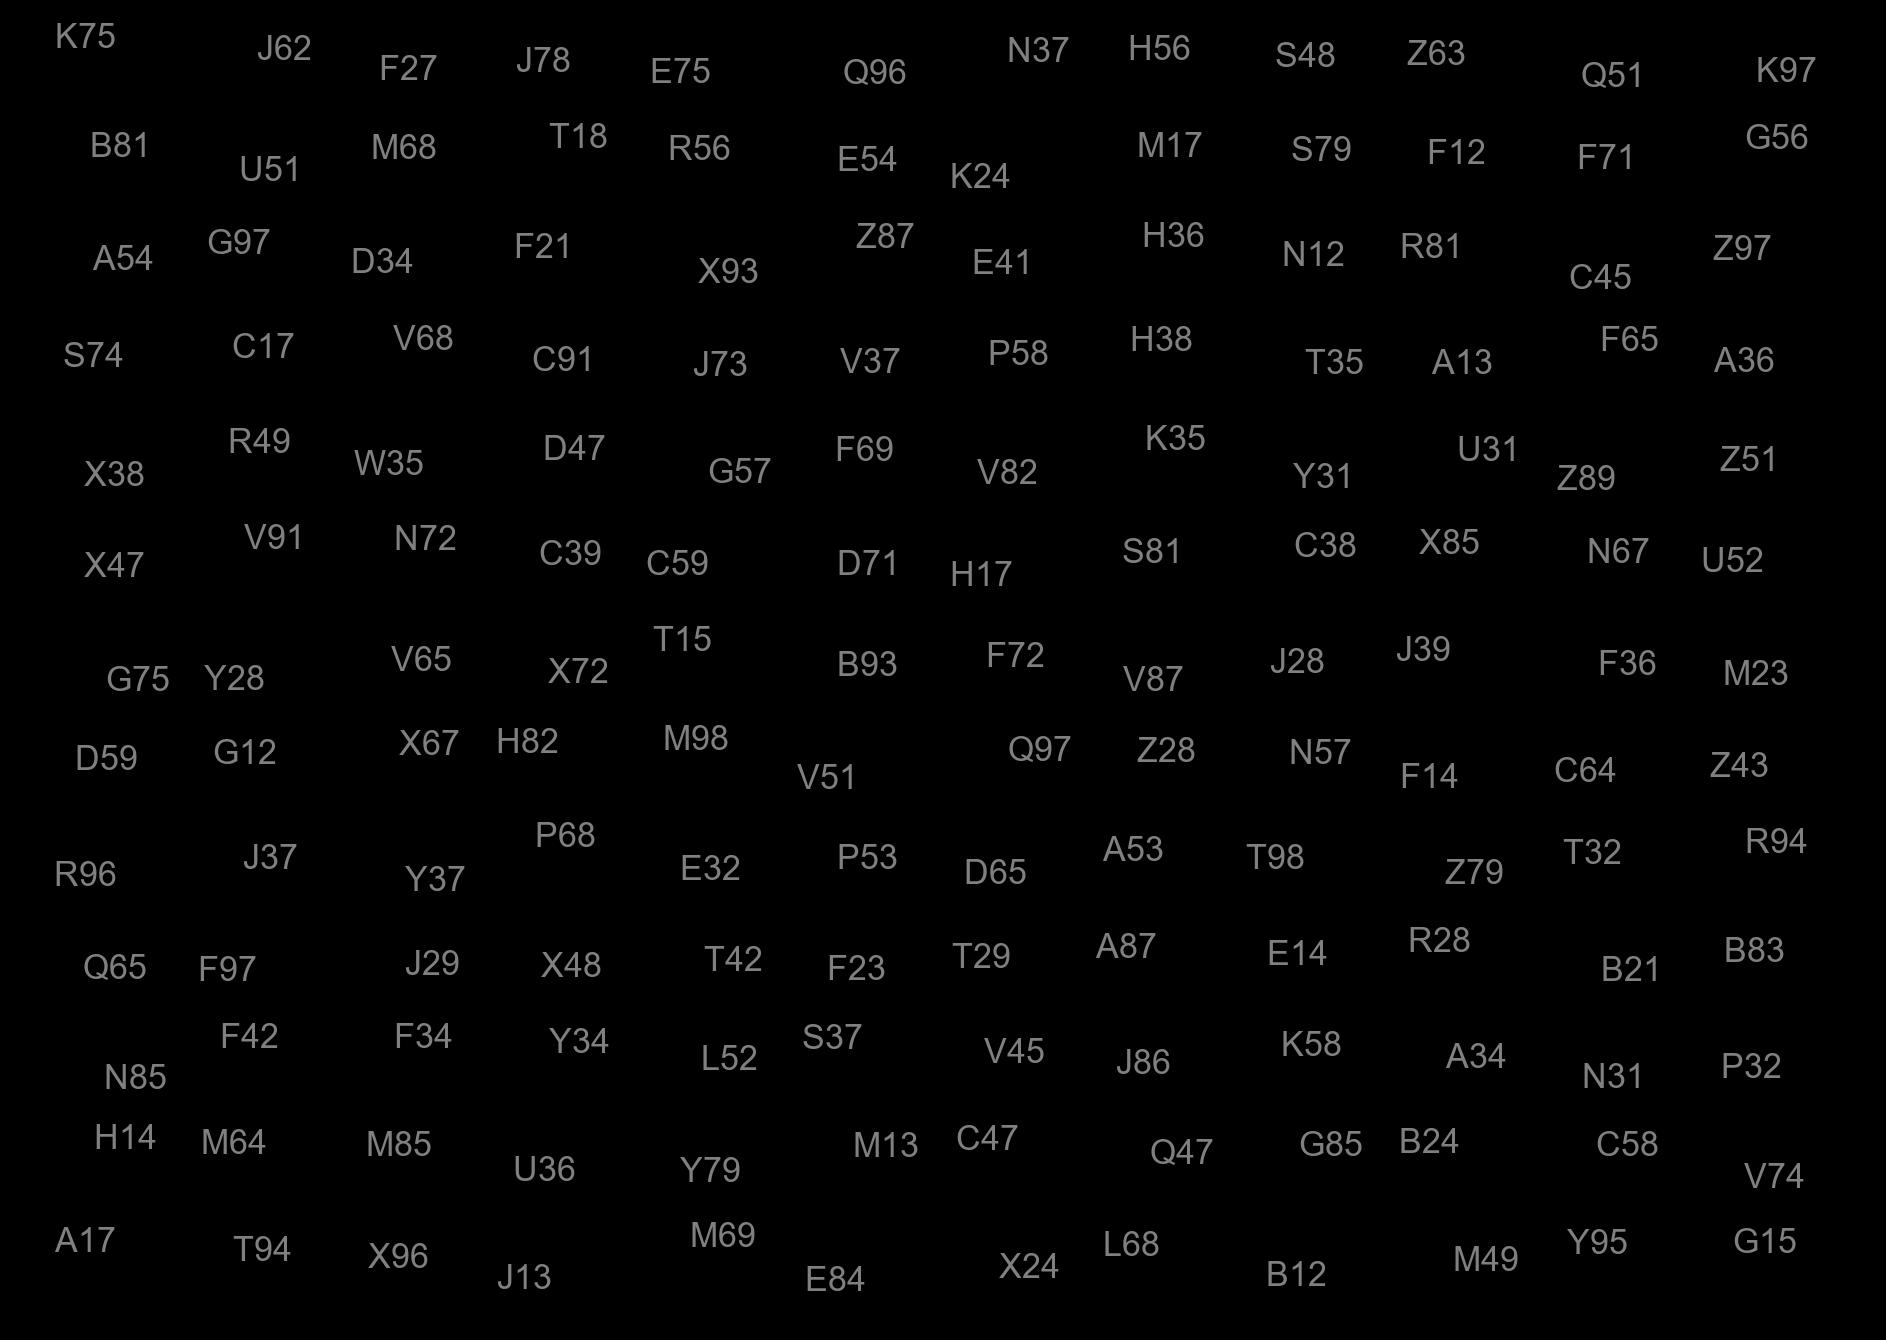 K75 J62 F27 J78 E75 Q96 N37 H56 S48 Z63 Q51 K97
B81 U51 M68 T18 R56 E54 K24 M17 S79 F12 F71 G56
A54 G97 D34 F21 X93 Z87 E41 H36 N12 R81 C45 Z97
S74 C17 V68 C91 J73 V37 P58 H38 T35 A13 F65 A36
X38 R49 W35 D47 G57 F69 V82 K35 Y31 U31 Z89 Z51
X47 V91 N72 C39 C59 D71 H17 S81 C38 X85 N67 U52
G75 Y28 V65 X72 T15 B93 F72 V87 J28 J39 F36 M23
D59 G12 X67 H82 M98 V51 Q97 Z28 N57 F14 C64 Z43
R96 J37 Y37 P68 E32 P53 D65 A53 T98 Z79 T32 R94
Q65 F97 J29 X48 T42 F23 T29 A87 E14 R28 B21 B83
N85 F42 F34 Y34 L52 S37 V45 J86 K58 A34 N31 P32
H14 M64 M85 U36 Y79 M13 C47 Q47 G85 B24 C58 V74
A17 T94 X96 J13 M69 E84 X24 L68 B12 M49 Y95 G15